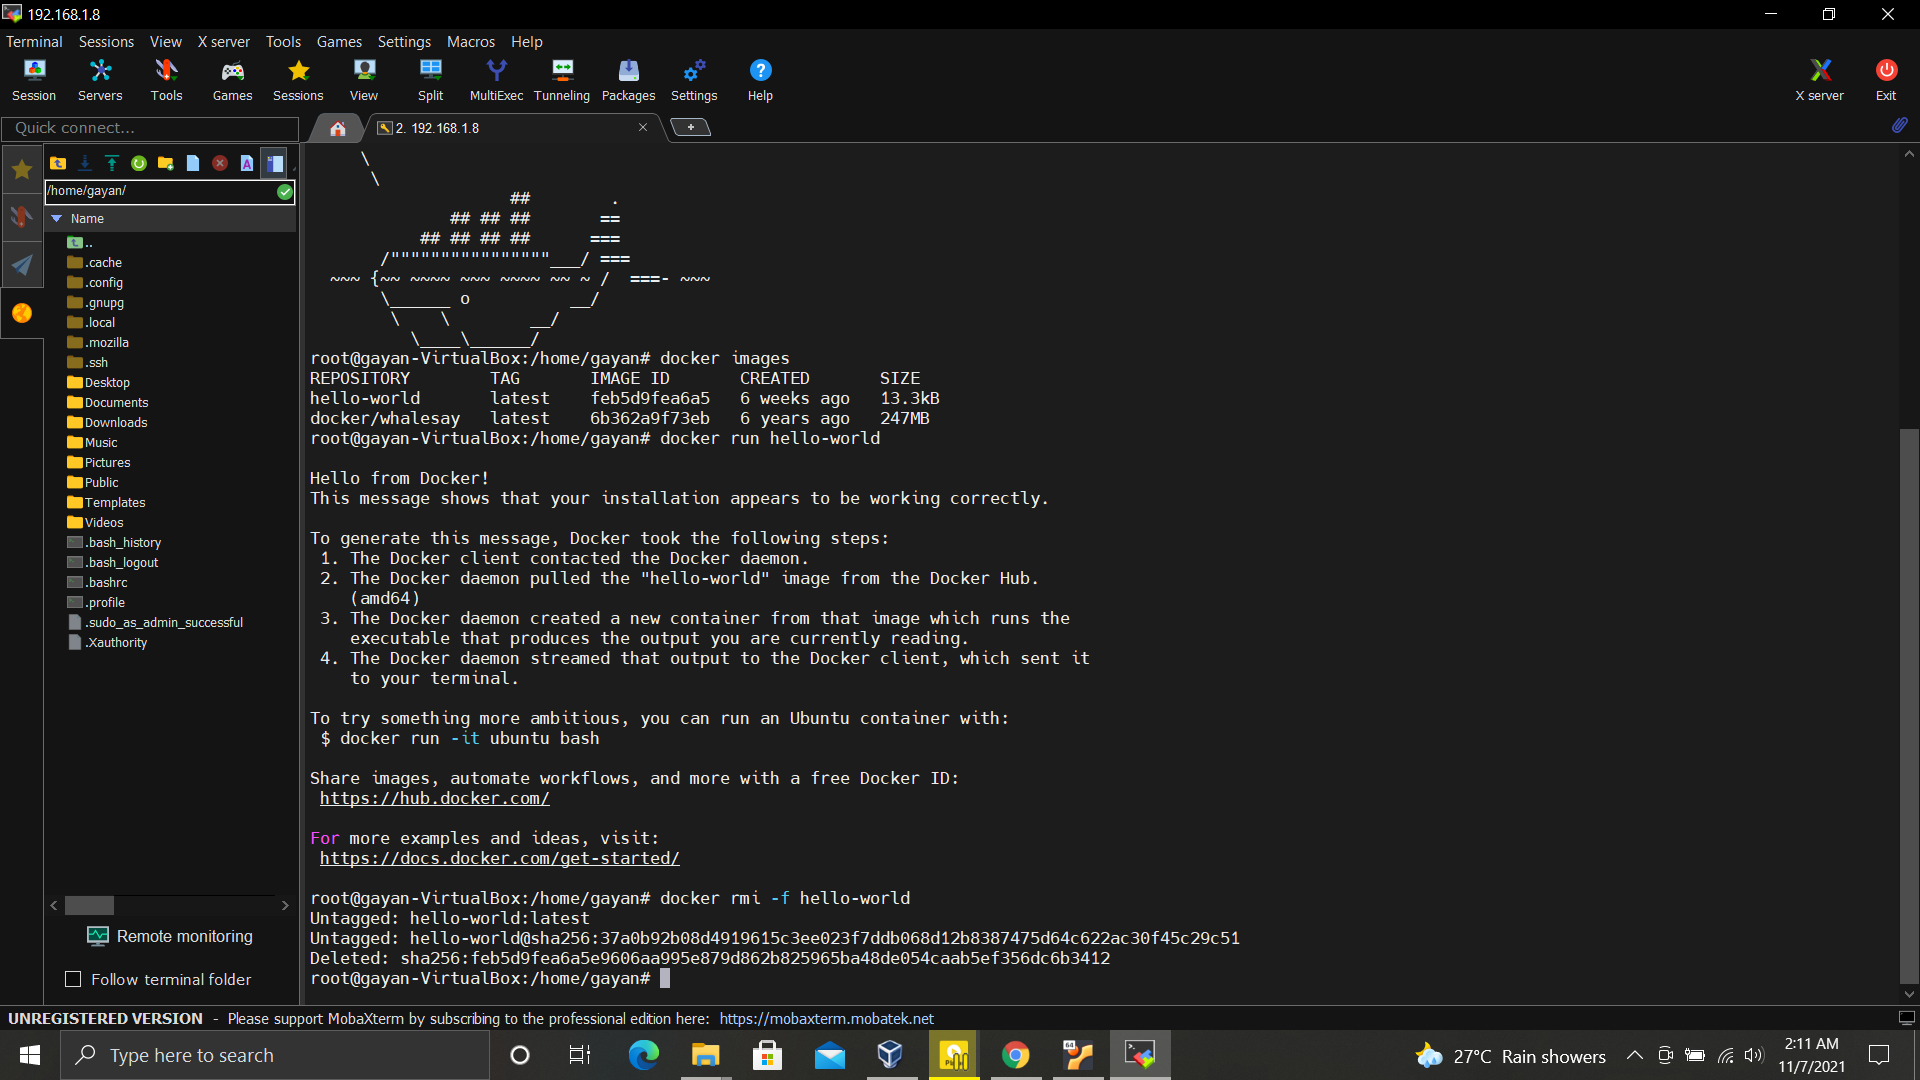 192.168.1.8
Terminal Sessions View X server Tools Games Settings Macros Help
Session Servers Tools Games Sessions View Split MultiExec Tunneling Packages Settings Help X server Exit
Quick connect...
2. 192.168.1.8
/home/gayan/
Name
..
.cache
.config
.gnupg
.local
.mozilla
.ssh
Desktop
Documents
Downloads
Music
Pictures
Public
Templates
Videos
.bash_history
.bash_logout
.bashrc
.profile
.sudo_as_admin_successful
.Xauthority
Remote monitoring
Follow terminal folder
    \
     \
                    ##        .
              ## ## ##       ==
           ## ## ## ##      ===
       /""""""""""""""""___/ ===
  ~~~ {~~ ~~~~ ~~~ ~~~~ ~~ ~ /  ===- ~~~
       \______ o          __/
        \    \        __/
          \____\______/
root@gayan-VirtualBox:/home/gayan# docker images
REPOSITORY        TAG       IMAGE ID       CREATED       SIZE
hello-world       latest    feb5d9fea6a5   6 weeks ago   13.3kB
docker/whalesay   latest    6b362a9f73eb   6 years ago   247MB
root@gayan-VirtualBox:/home/gayan# docker run hello-world
Hello from Docker!
This message shows that your installation appears to be working correctly.
To generate this message, Docker took the following steps:
 1. The Docker client contacted the Docker daemon.
 2. The Docker daemon pulled the "hello-world" image from the Docker Hub.
    (amd64)
 3. The Docker daemon created a new container from that image which runs the
    executable that produces the output you are currently reading.
 4. The Docker daemon streamed that output to the Docker client, which sent it
    to your terminal.
To try something more ambitious, you can run an Ubuntu container with:
 $ docker run -it ubuntu bash
Share images, automate workflows, and more with a free Docker ID:
 https://hub.docker.com/
For more examples and ideas, visit:
 https://docs.docker.com/get-started/
root@gayan-VirtualBox:/home/gayan# docker rmi -f hello-world
Untagged: hello-world:latest
Untagged: hello-world@sha256:37a0b92b08d4919615c3ee023f7ddb068d12b8387475d64c622ac30f45c29c51
Deleted: sha256:feb5d9fea6a5e9606aa995e879d862b825965ba48de054caab5ef356dc6b3412
root@gayan-VirtualBox:/home/gayan#
UNREGISTERED VERSION - Please support MobaXterm by subscribing to the professional edition here: https://mobaxterm.mobatek.net
Type here to search
64
27°C Rain showers
2:11 AM
11/7/2021